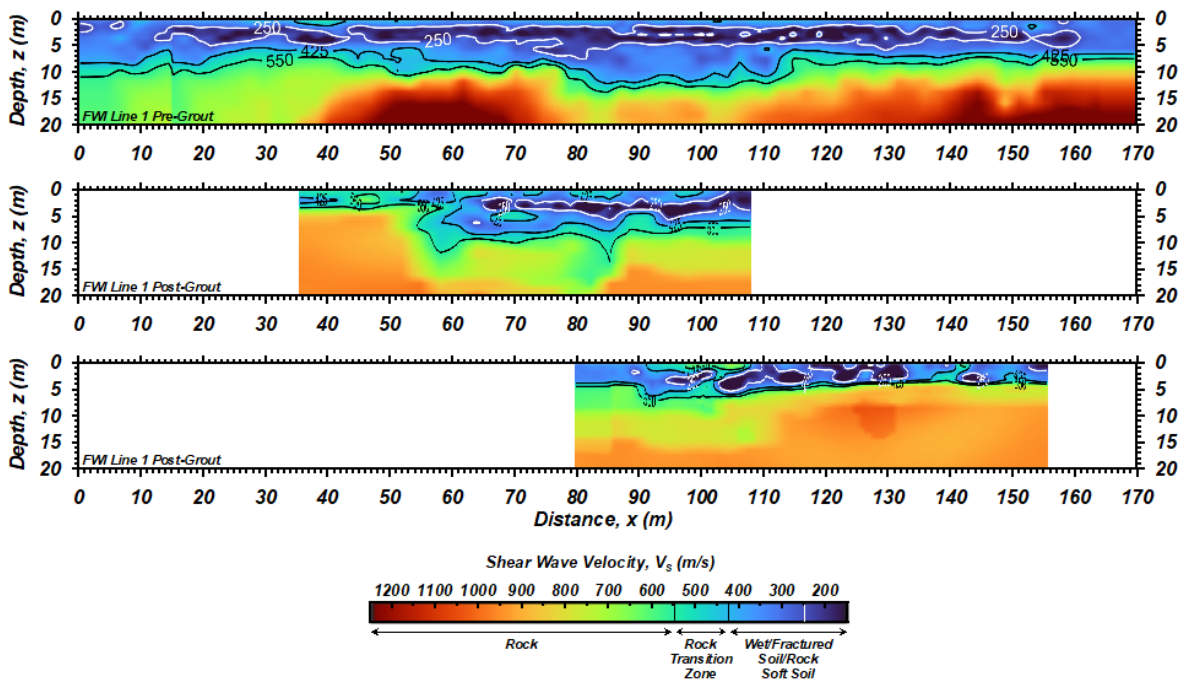 Depth, z (m)
0
5
10
15
20
250
250
250
425
550
425
550
0
5
10
15
20
FWI Line 1 Pre-Grout
0 10 20 30 40 50 60 70 80 90 100 110 120 130 140 150 160 170
Depth, z (m)
0
5
10
15
20
0
5
10
15
20
FWI Line 1 Post-Grout
0 10 20 30 40 50 60 70 80 90 100 110 120 130 140 150 160 170
Depth, z (m)
0
5
10
15
20
0
5
10
15
20
FWI Line 1 Post-Grout
0 10 20 30 40 50 60 70 80 90 100 110 120 130 140 150 160 170
Distance, x (m)
Shear Wave Velocity, VS (m/s)
1200 1100 1000 900 800 700 600 500 400 300 200
Rock
Rock
Transition
Zone
Wet/Fractured
Soil/Rock
Soft Soil